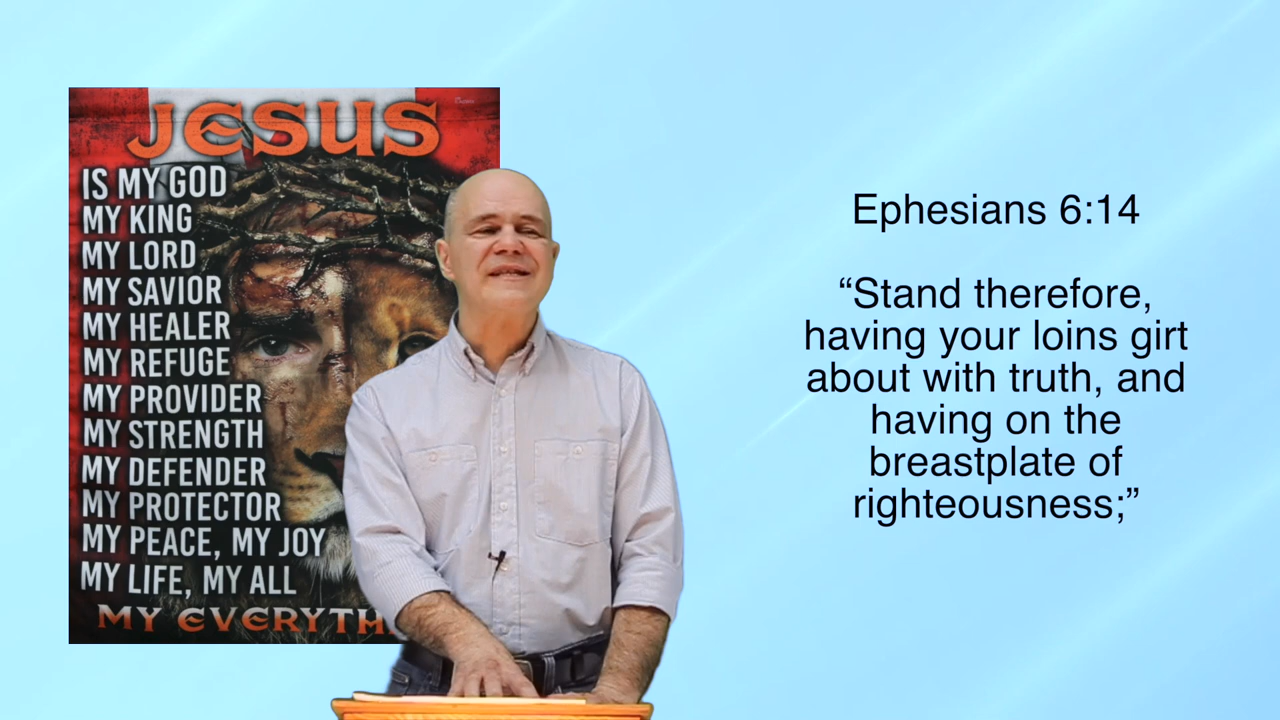 JESUS
IS MY GOD
MY KING
MY LORD
MY SAVIOR
MY HEALER
MY REFUGE
MY PROVIDER
MY STRENGTH
MY DEFENDER
MY PROTECTOR
MY PEACE, MY JOY
MY LIFE, MY ALL
MY EVERYTH
Ephesians 6:14
“Stand therefore,
having your loins girt
about with truth, and
having on the
breastplate of
righteousness;”